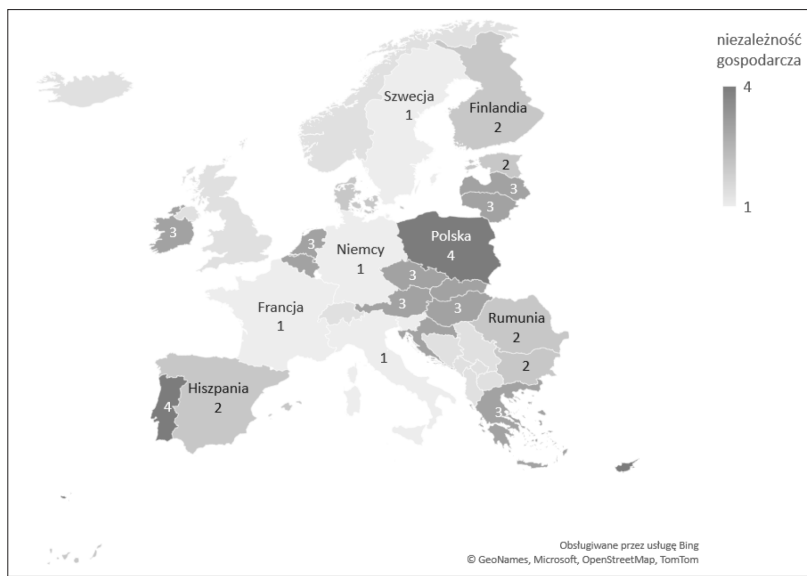 niezależność
gospodarcza
4
1
Szwecja
1
Finlandia
2
2
3
3
3
3
Niemcy
1
Polska
4
3
3
3
Francja
1
Rumunia
2
2
1
Hiszpania
2
4
3
Obsługiwane przez usługę Bing
© GeoNames, Microsoft, OpenStreetMap, TomTom